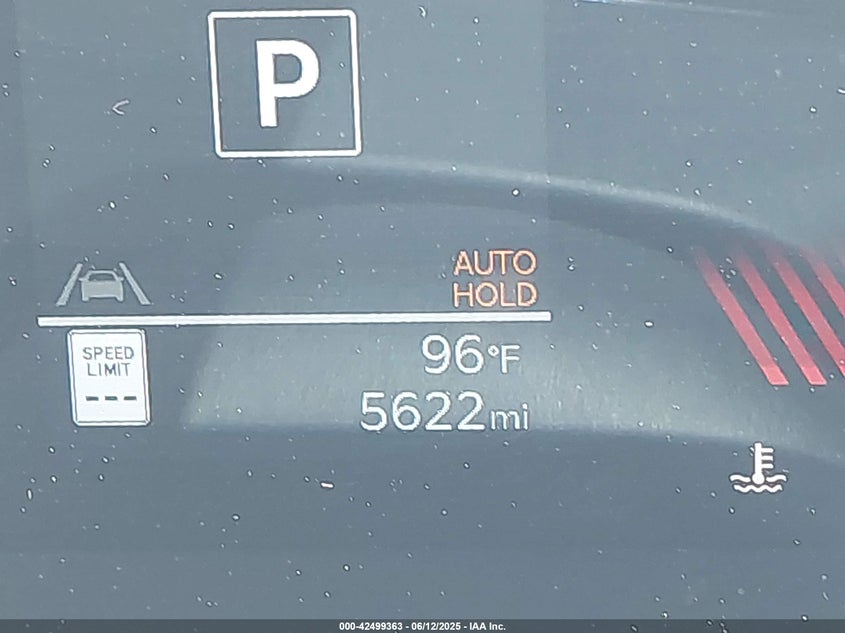 P
AUTO
HOLD
SPEED
LIMIT
---
96°F
5622mi
000-42499363 - 06/12/2025 - IAA Inc.